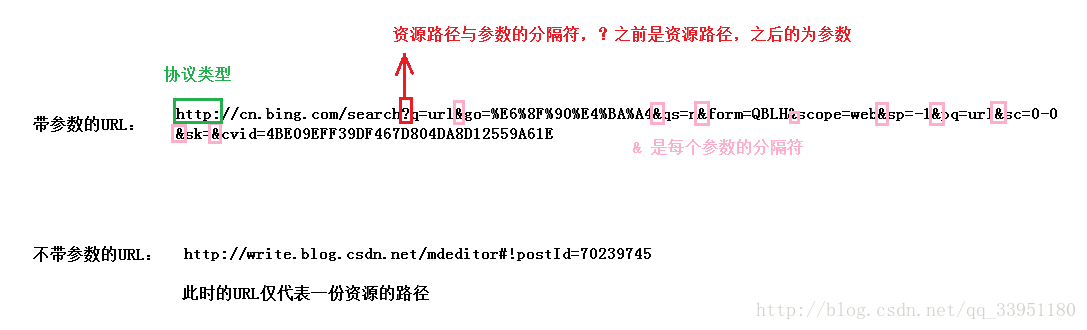 资源路径与参数的分隔符，？之前是资源路径，之后的为参数
协议类型
带参数的URL： http://cn.bing.com/search?q=url&go=%E6%8F%90%E4%BA%A4&qs=n&form=QBLH&scope=web&sp=-1&pq=url&sc=0-0
&sk=&cvid=4BE09EFF39DF467D804DA8D12559A61E
& 是每个参数的分隔符
不带参数的URL： http://write.blog.csdn.net/mdeditor#!postId=70239745
此时的URL仅代表一份资源的路径
http://blog.csdn.net/qq_33951180